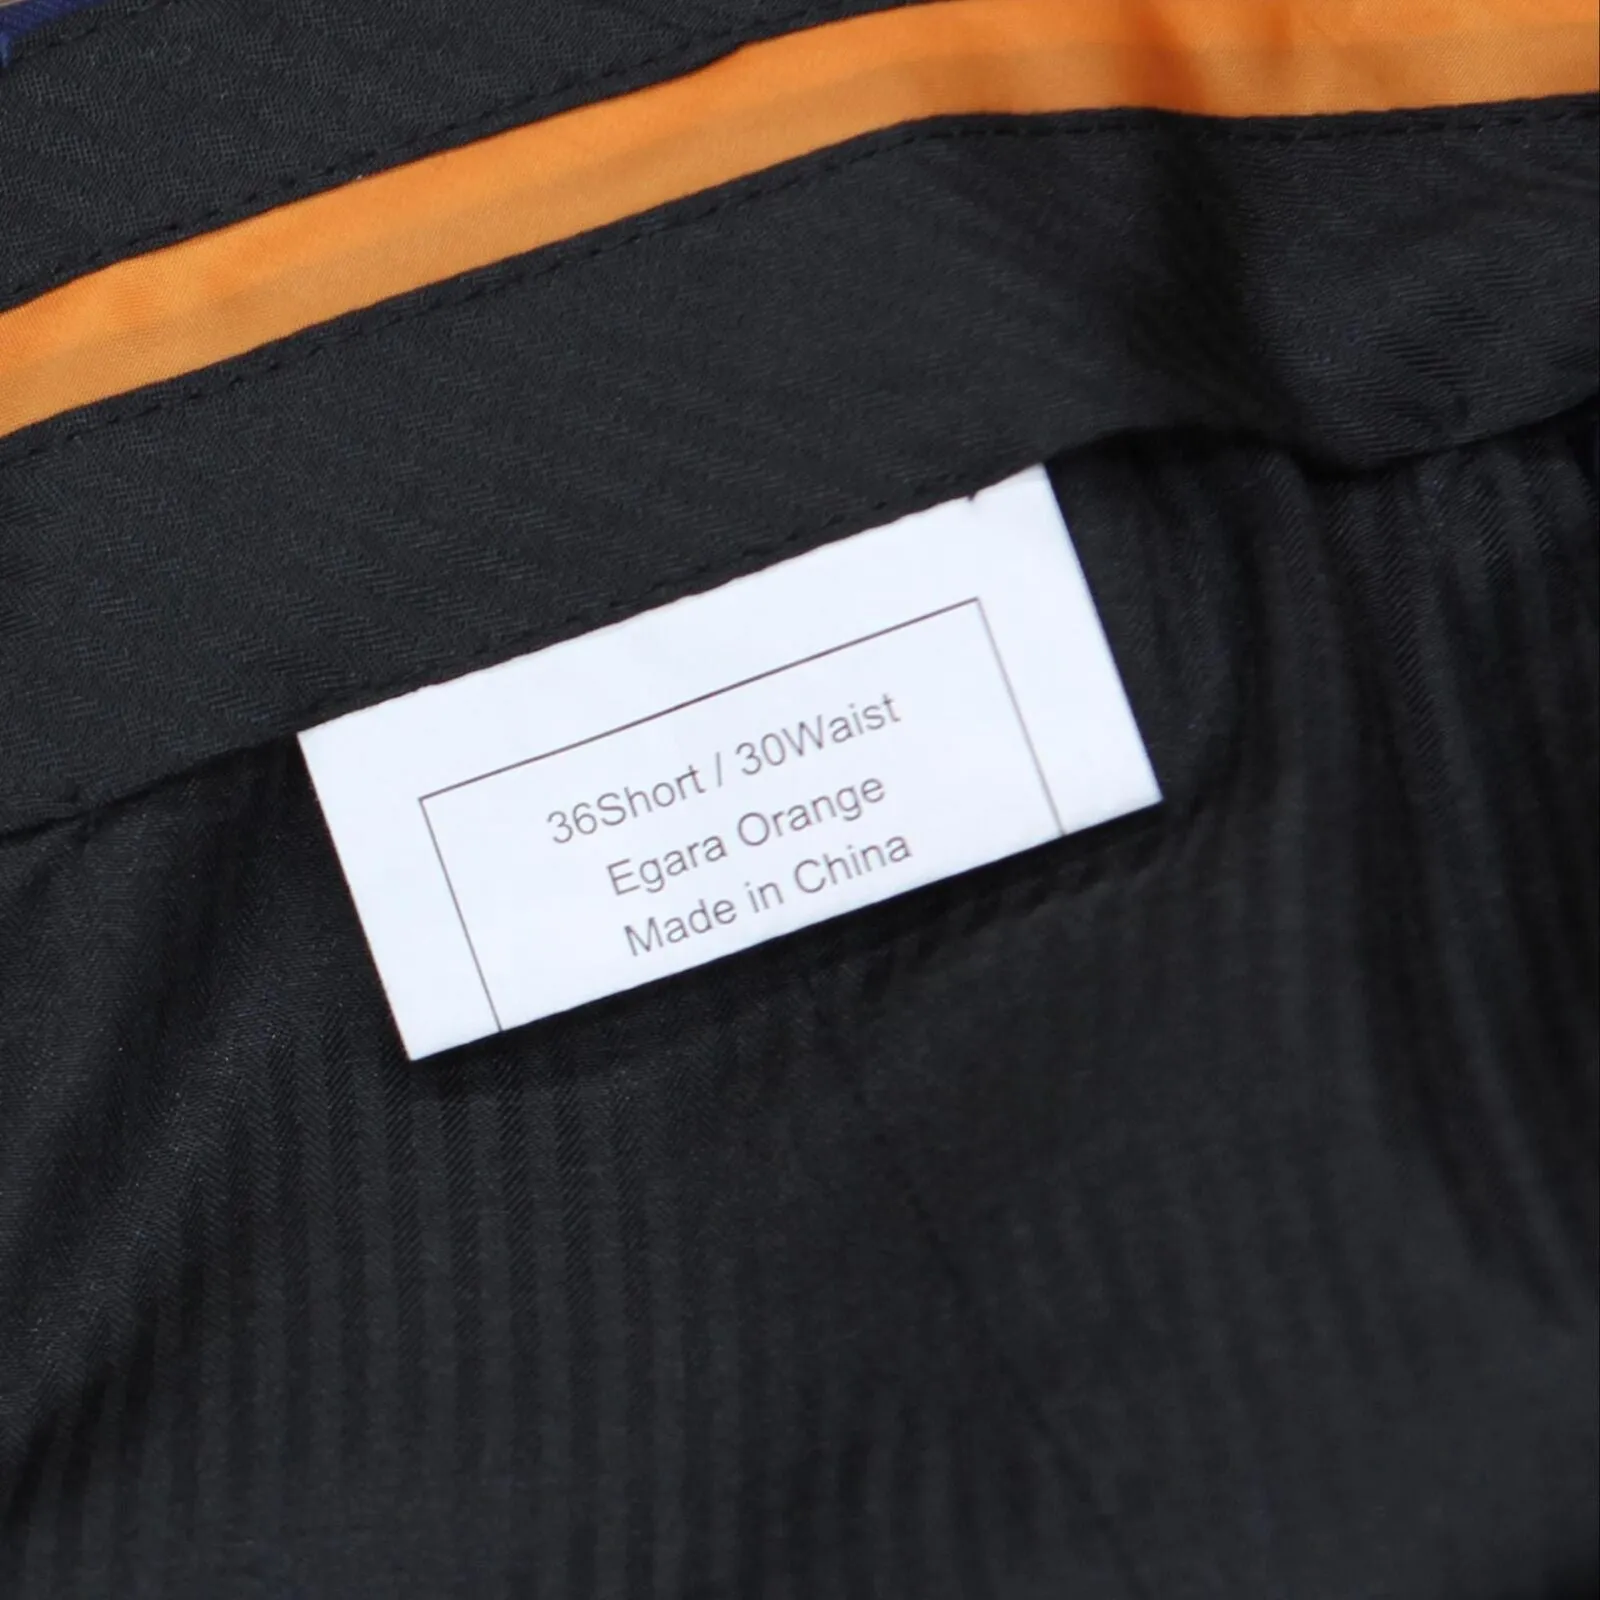 36Short / 30Waist
Egara Orange
Made in China